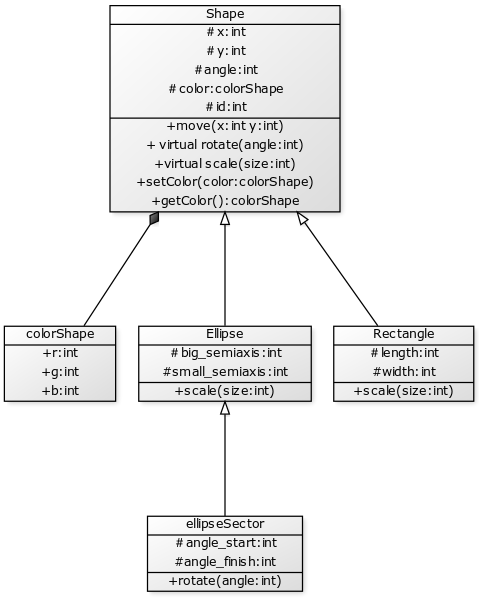 Shape
# x:int
# y:int
# angle:int
# color:colorShape
# id:int
+move(x:int y:int)
+ virtual rotate(angle:int)
+virtual scale(size:int)
+setColor(color:colorShape)
+getColor():colorShape
colorShape
+r:int
+g:int
+b:int
Ellipse
# big_semiaxis:int
#small_semiaxis:int
+scale(size:int)
Rectangle
# length:int
#width:int
+scale(size:int)
ellipseSector
# angle_start:int
#angle_finish:int
+rotate(angle:int)